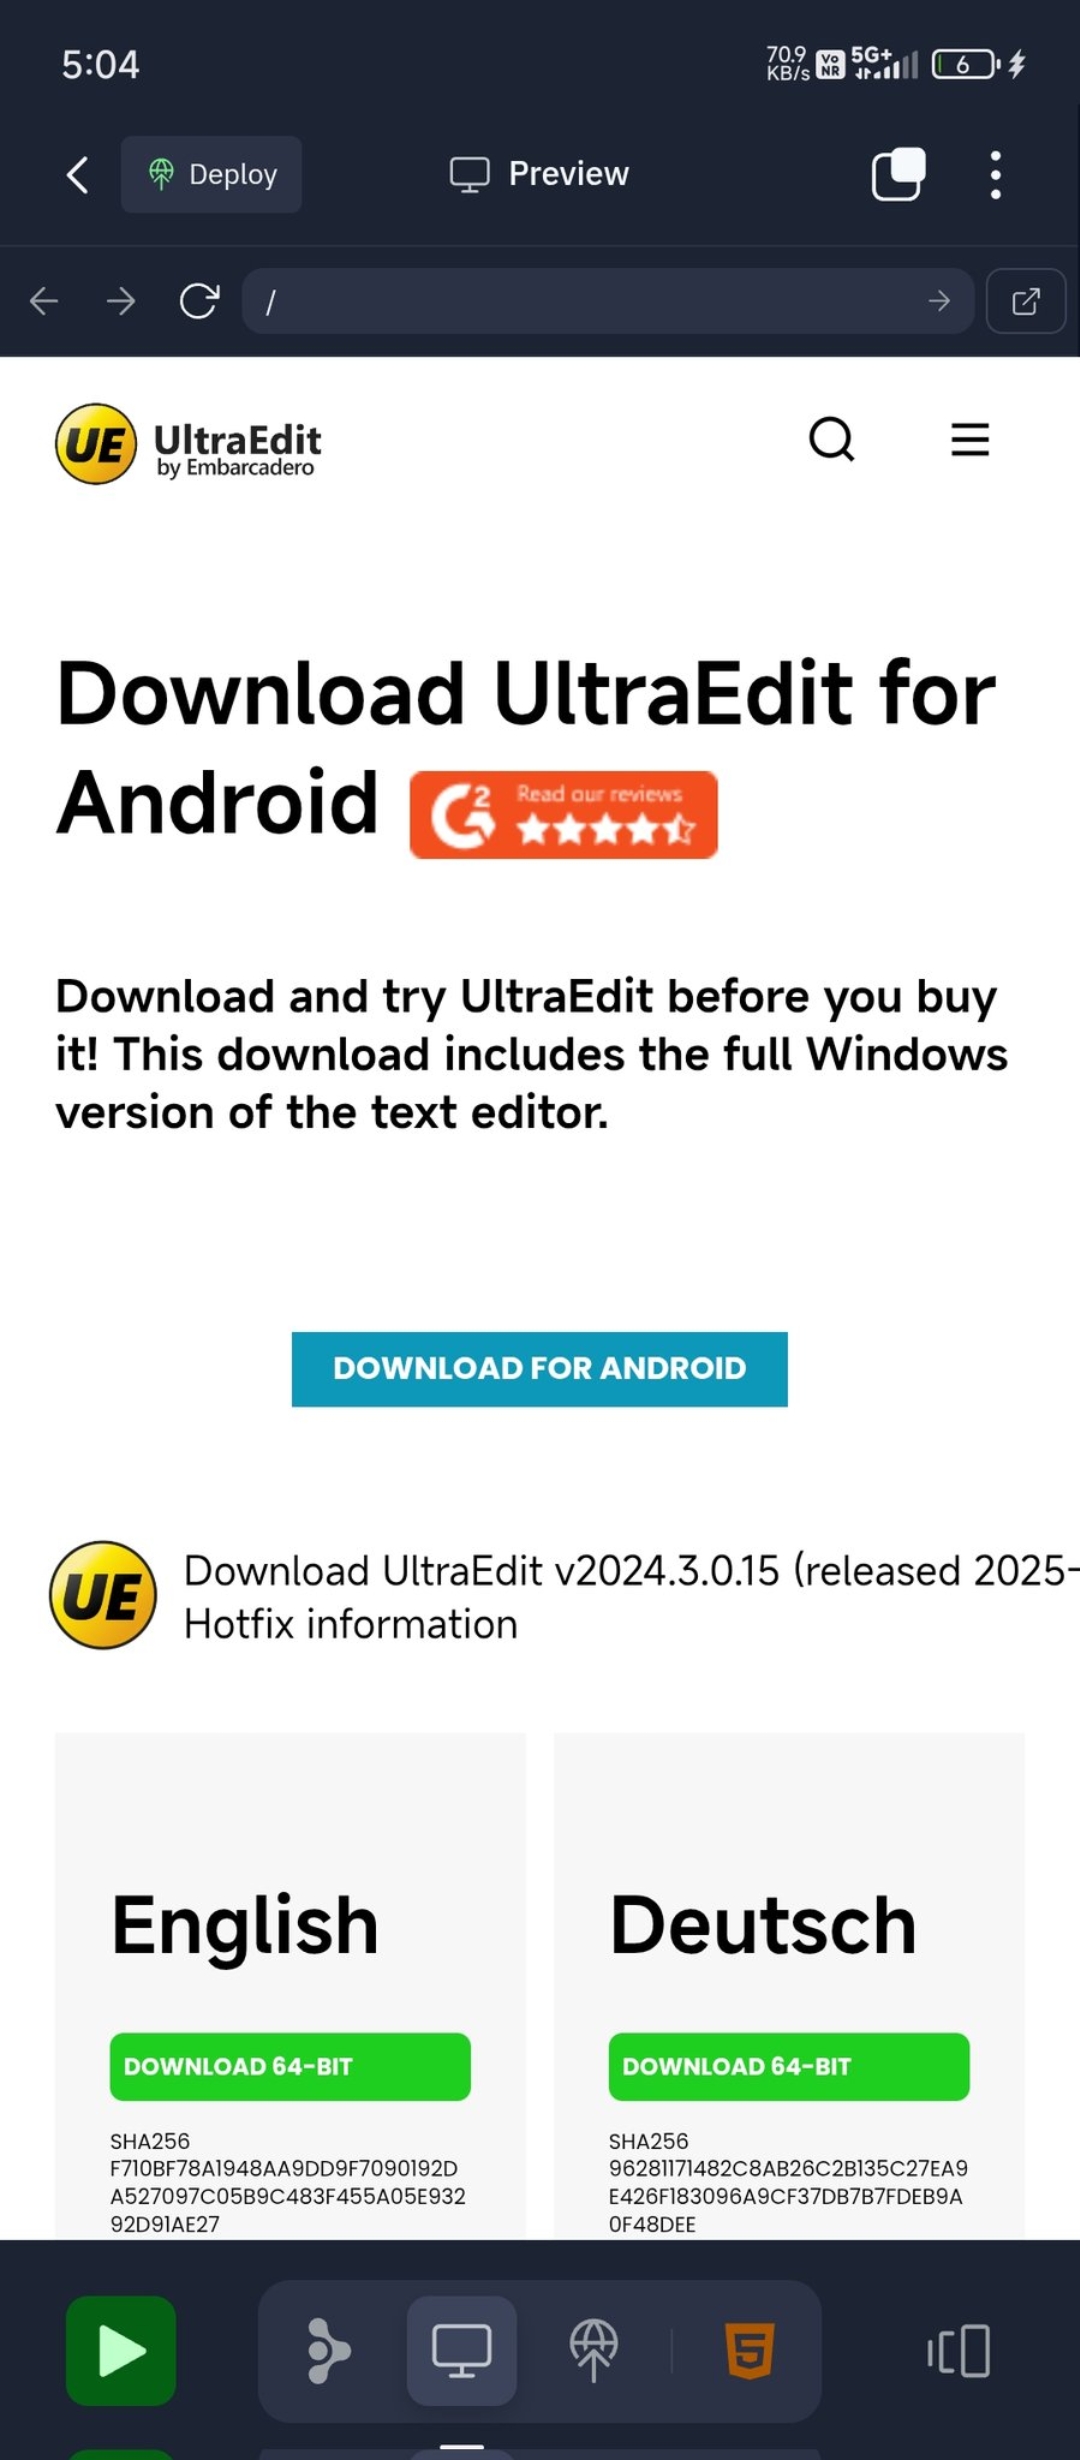 5:04
70.9
KB/s
Vo
NR
5G+
6
Deploy
Preview
/
UE
UltraEdit
by Embarcadero
Download UltraEdit for
Android
G2
Read our reviews
Download and try UltraEdit before you buy
it! This download includes the full Windows
version of the text editor.
DOWNLOAD FOR ANDROID
UE
Download UltraEdit v2024.3.0.15 (released 2025-
Hotfix information
English
DOWNLOAD 64-BIT
SHA256
F710BF78A1948AA9DD9F7090192D
A527097C05B9C483F455A05E932
92D91AE27
Deutsch
DOWNLOAD 64-BIT
SHA256
96281171482C8AB26C2B135C27EA9
E426F183096A9CF37DB7B7FDEB9A
0F48DEE
5